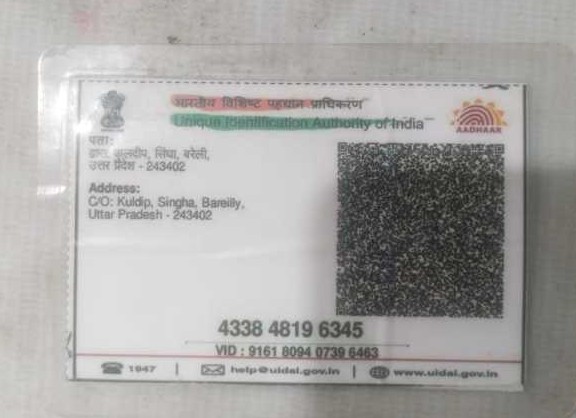 भारतीय विशिष्ट पहचान प्राधिकरण
Unique Identification Authority of India
AADHAAR
पता:
द्वारा कुलदीप, सिंघा, बरेली,
उत्तर प्रदेश - 243402
Address:
C/O: Kuldip, Singha, Bareilly,
Uttar Pradesh - 243402
4338 4819 6345
VID : 9161 8094 0739 6463
1947 | help@uidai.gov.in | www.uidai.gov.in